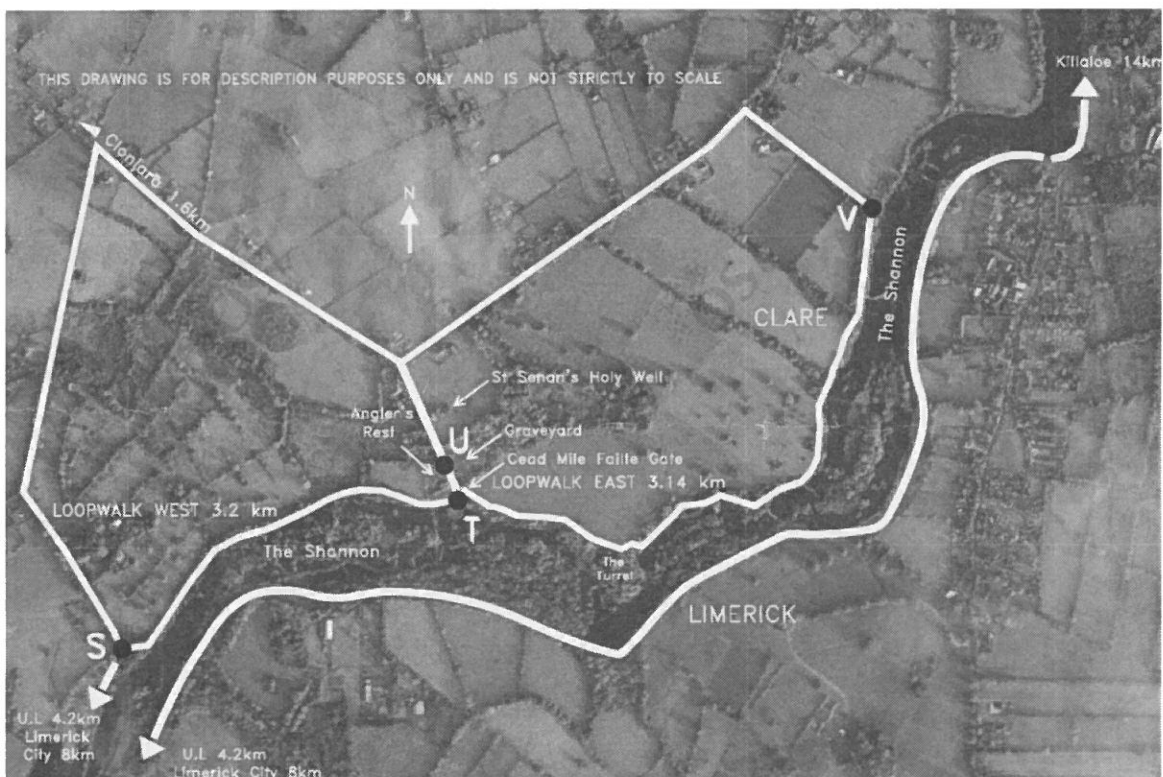 THIS DRAWING IS FOR DESCRIPTION PURPOSES ONLY AND IS NOT STRICTLY TO SCALE
Killaloe 14km
Clonlara 1.6km
N
V
The Shannon
CLARE
St Senan's Holy Well
Angler's
Rest
U
Graveyard
Cead Mile Failte Gate
LOOPWALK EAST 3.14 km
LOOPWALK WEST 3.2 km
T
The Shannon
The
Turret
LIMERICK
S
U.L 4.2km
Limerick
City 8km
U.L 4.2km
Limerick City 8km